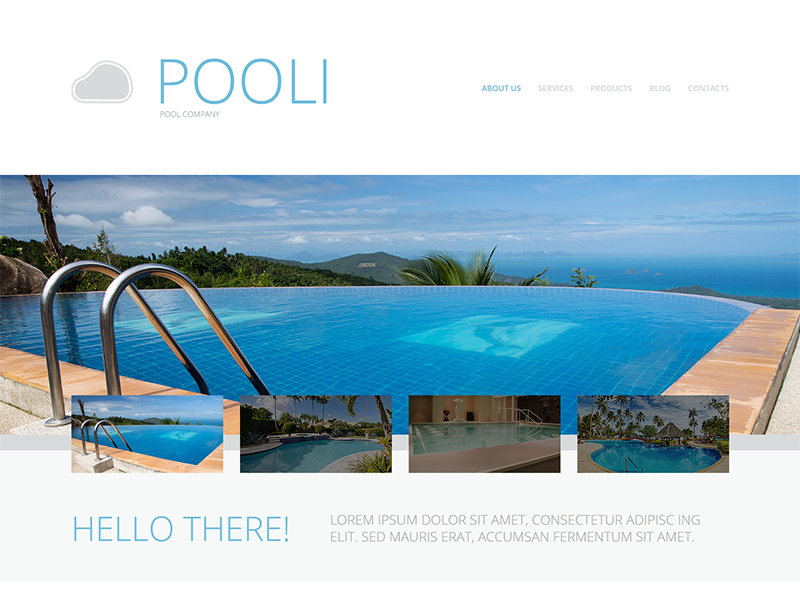 POOLI
POOL COMPANY
ABOUT US SERVICES PRODUCTS BLOG CONTACTS
HELLO THERE!
LOREM IPSUM DOLOR SIT AMET, CONSECTETUR ADIPISC ING
ELIT. SED MAURIS ERAT, ACCUMSAN FERMENTUM SIT AMET.